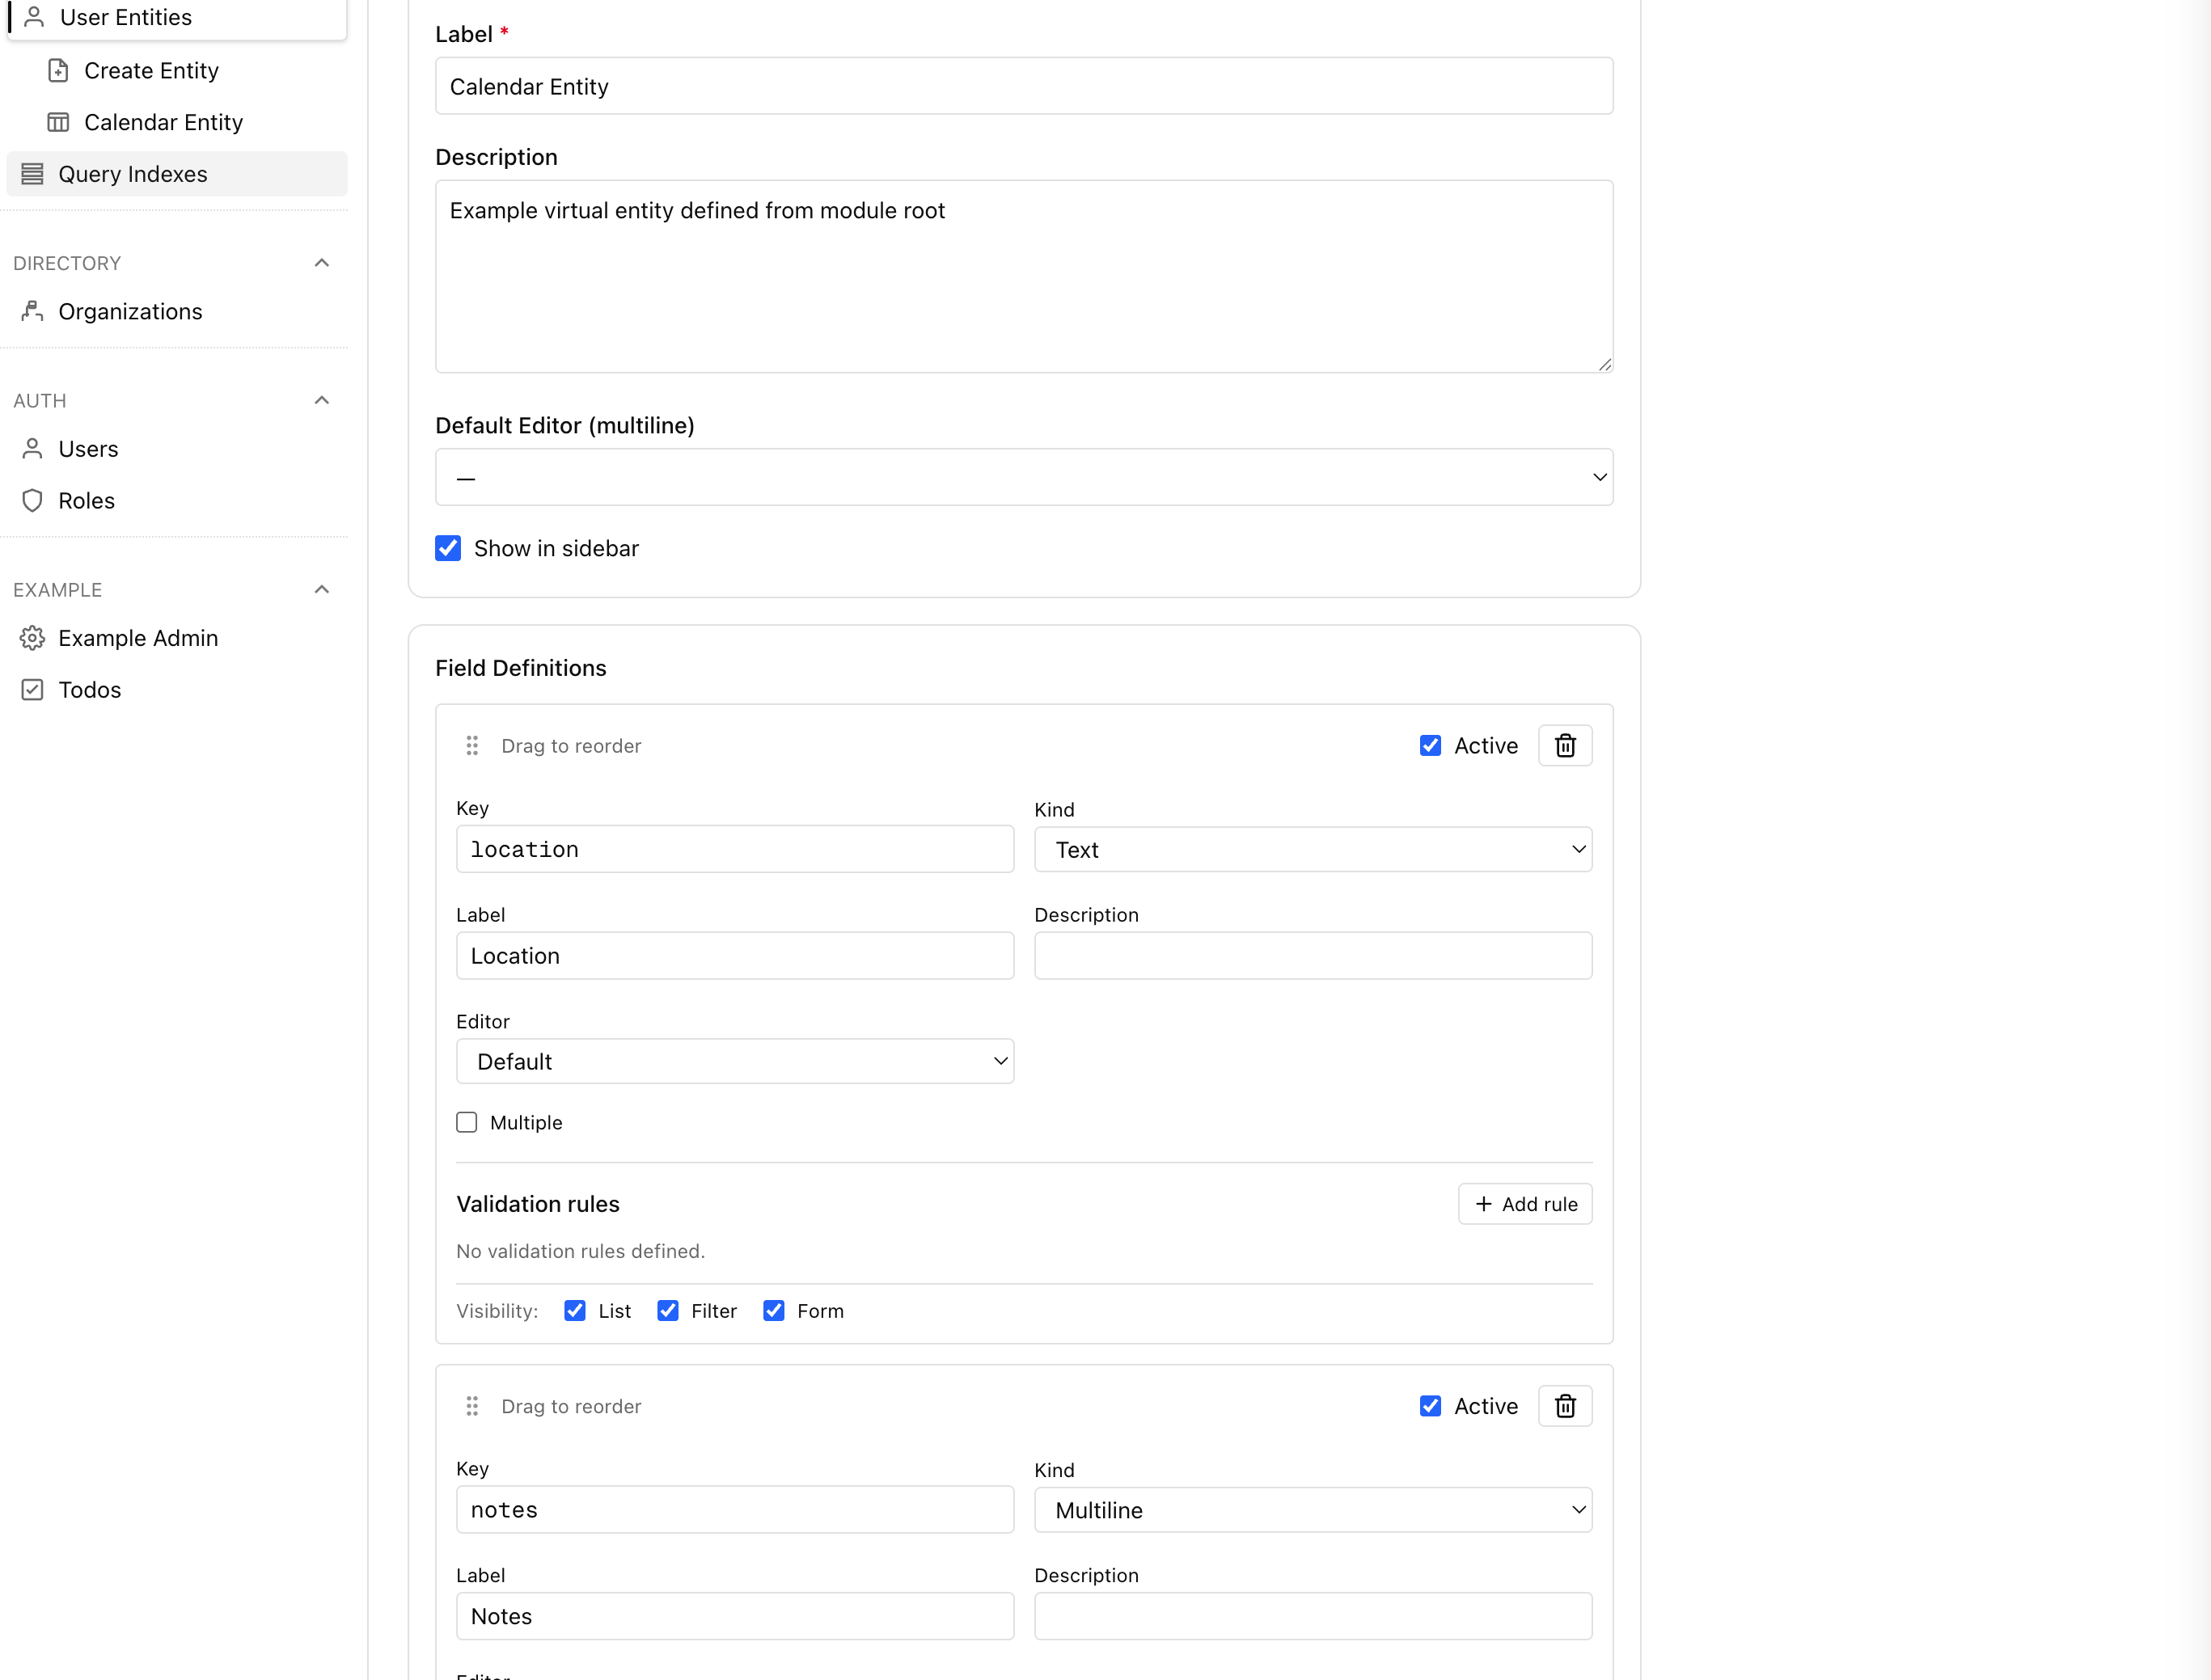 User Entities
Create Entity
Calendar Entity
Query Indexes
DIRECTORY
Organizations
AUTH
Users
Roles
EXAMPLE
Example Admin
Todos
Label *
Calendar Entity
Description
Example virtual entity defined from module root
Default Editor (multiline)
—
Show in sidebar
Field Definitions
Drag to reorder Active
Key Kind
location Text
Label Description
Location
Editor
Default
Multiple
Validation rules + Add rule
No validation rules defined.
Visibility: List Filter Form
Drag to reorder Active
Key Kind
notes Multiline
Label Description
Notes
Editor